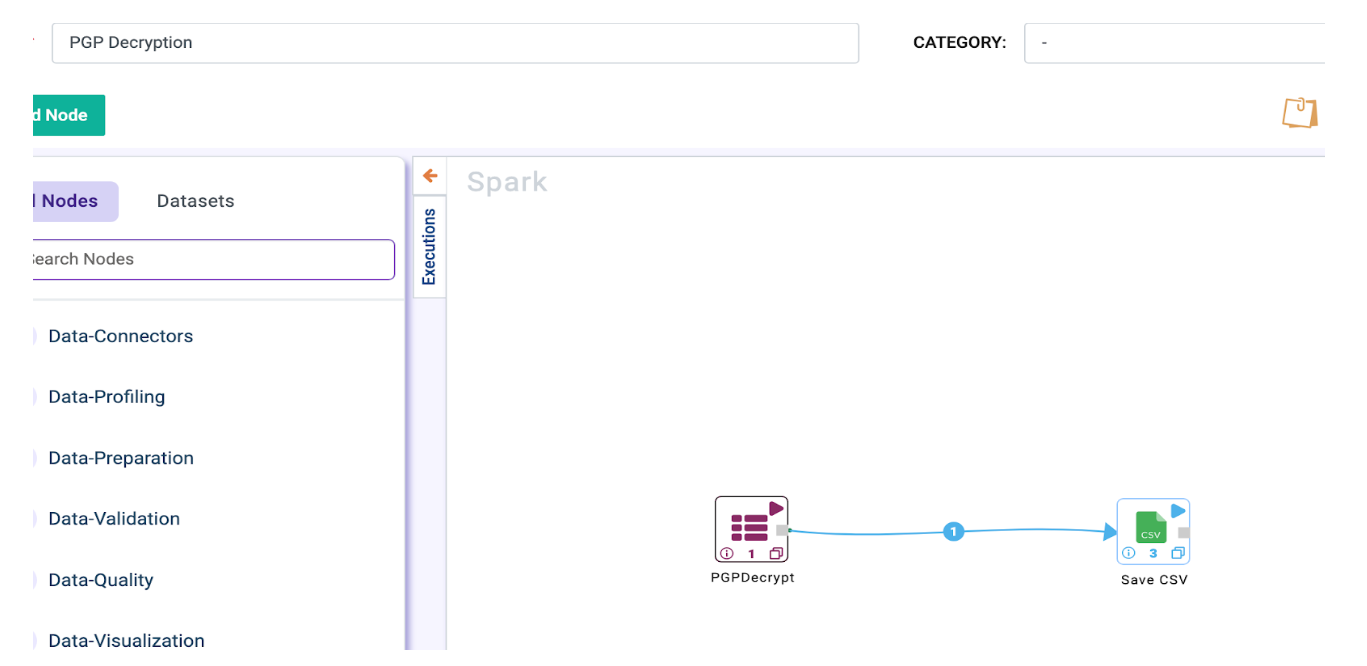 PGP Decryption
CATEGORY: -
d Node
Nodes
Datasets
Search Nodes
Executions
Spark
Data-Connectors
Data-Profiling
Data-Preparation
Data-Validation
Data-Quality
Data-Visualization
1
1
CSV
3
PGPDecrypt
Save CSV